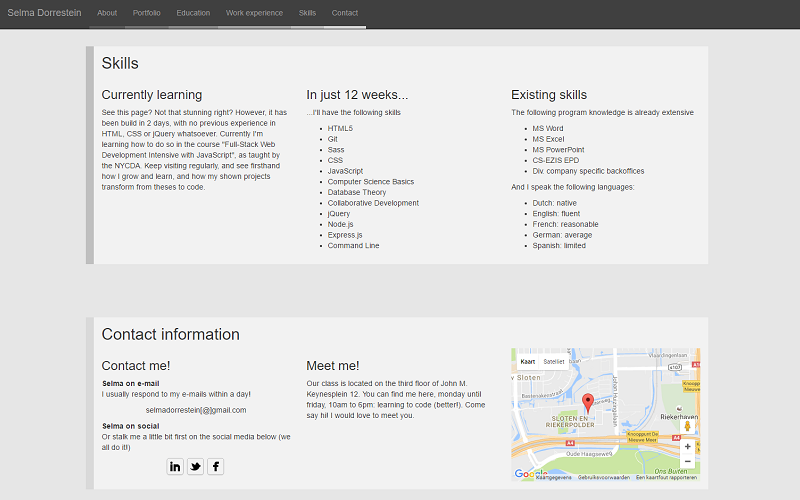 Selma Dorrestein About Portfolio Education Work experience Skills Contact
Skills
Currently learning
See this page? Not that stunning right? However, it has
been build in 2 days, with no previous experience in
HTML, CSS or jQuery whatsoever. Currently I'm
learning how to do so in the course "Full-Stack Web
Development Intensive with JavaScript", as taught by
the NYCDA. Keep visiting regularly, and see firsthand
how I grow and learn, and how my shown projects
transform from theses to code.
In just 12 weeks...
...I'll have the following skills
HTML5
Git
Sass
CSS
JavaScript
Computer Science Basics
Database Theory
Collaborative Development
jQuery
Node.js
Express.js
Command Line
Existing skills
The following program knowledge is already extensive
MS Word
MS Excel
MS PowerPoint
CS-EZIS EPD
Div. company specific backoffices
And I speak the following languages:
Dutch: native
English: fluent
French: reasonable
German: average
Spanish: limited
Contact information
Contact me!
Selma on e-mail
I usually respond to my e-mails within a day!
selmadorrestein[@]gmail.com
Selma on social
Or stalk me a little bit first on the social media below (we
all do it!)
in
f
Meet me!
Our class is located on the third floor of John M.
Keynesplein 12. You can find me here, monday until
friday, 10am to 6pm: learning to code (better!). Come
say hi! I would love to meet you.
Kaart Satelliet
Vlaardingenlaan
s107
w Sloten
Knooppunt
SLOTEN EN
RIEKERPOLDER
Riekerhaven
A4
Knooppunt De
Nieuwe Meer
A4
Oude Haagseweg
Den Buiten
Google
Kaartgegevens Gebruiksvoorwaarden Een kaartfout rapporteren